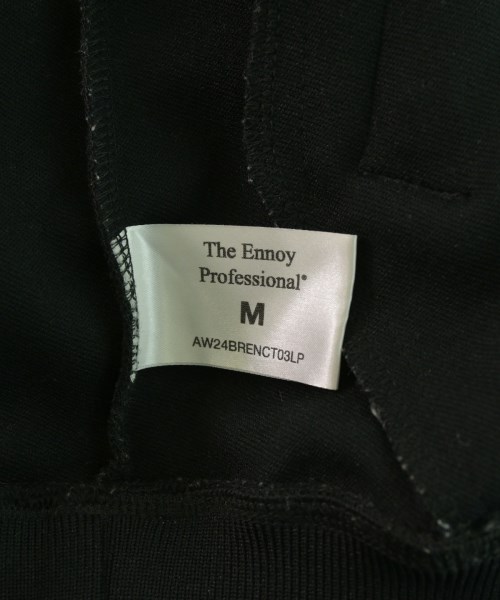 The Ennoy
Professional®
M
AW24BRENCT03LP